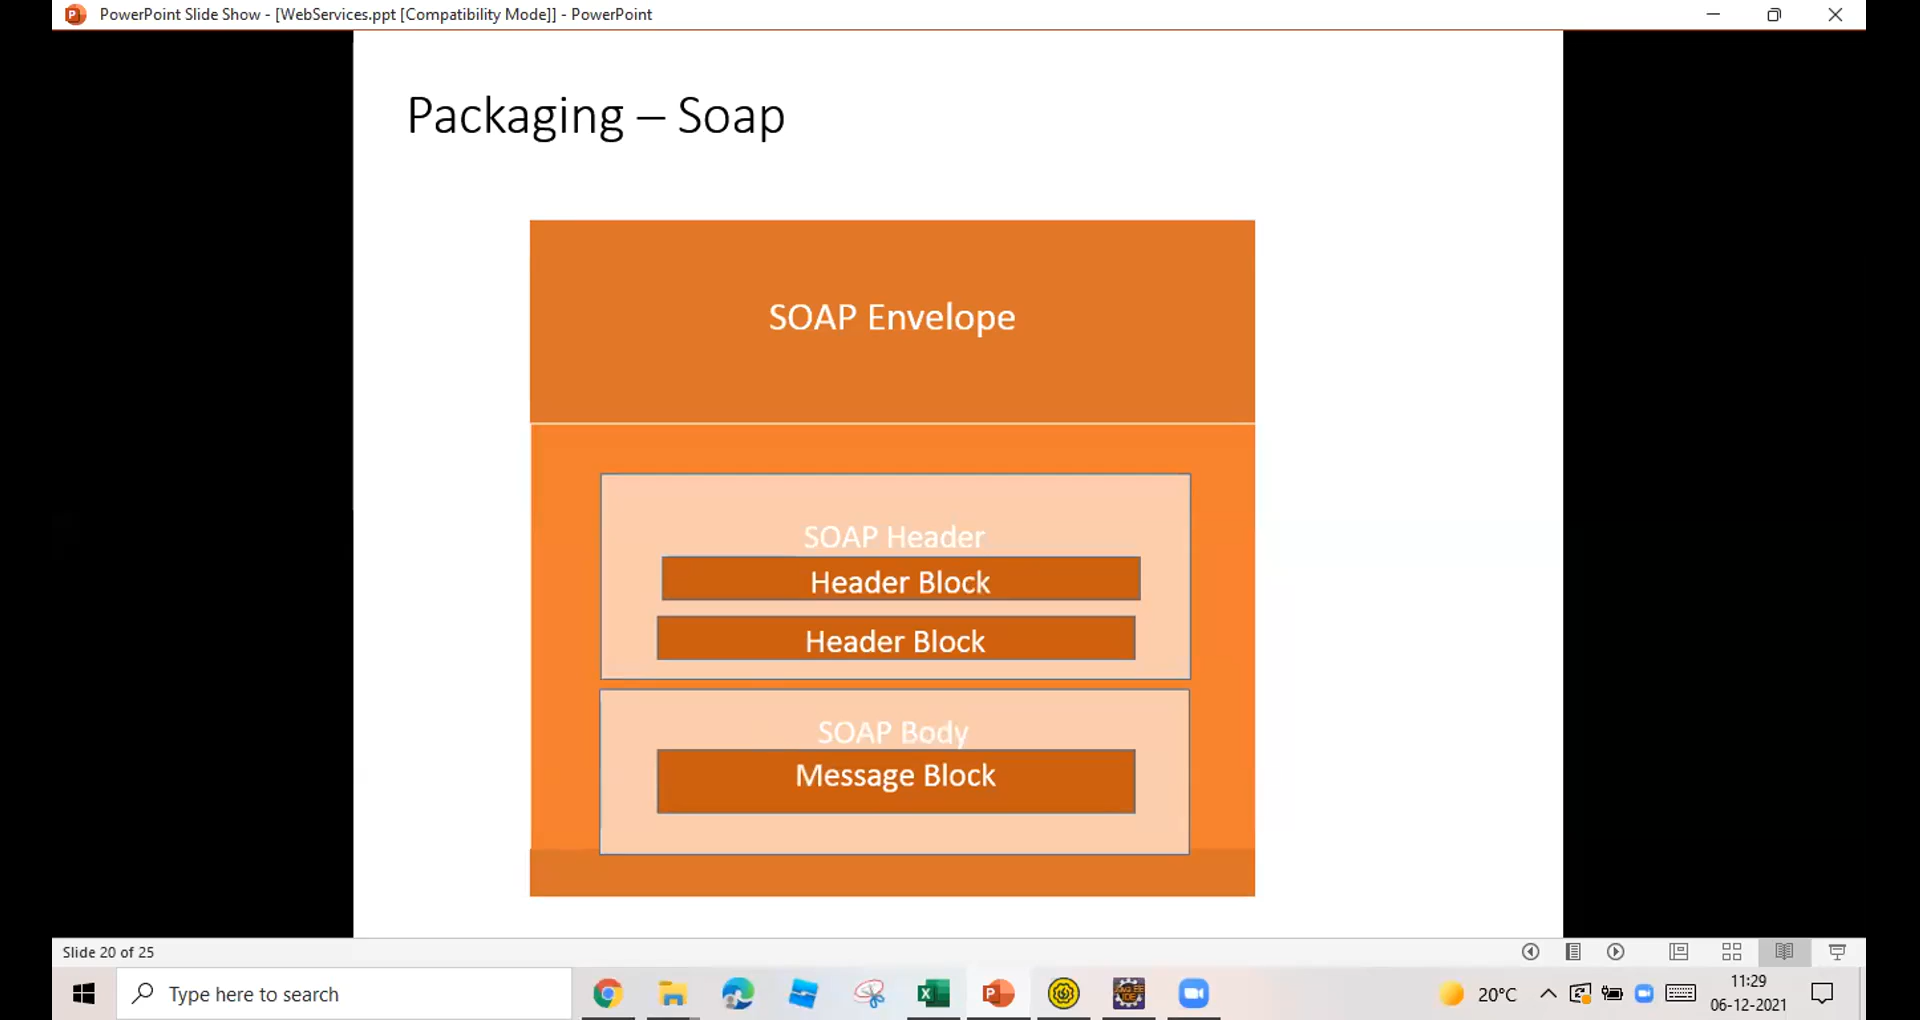 PowerPoint Slide Show - [WebServices.ppt [Compatibility Mode]] - PowerPoint
Packaging – Soap
SOAP Envelope
SOAP Header
Header Block
Header Block
SOAP Body
Message Block
Slide 20 of 25
Type here to search
20°C
11:29
06-12-2021